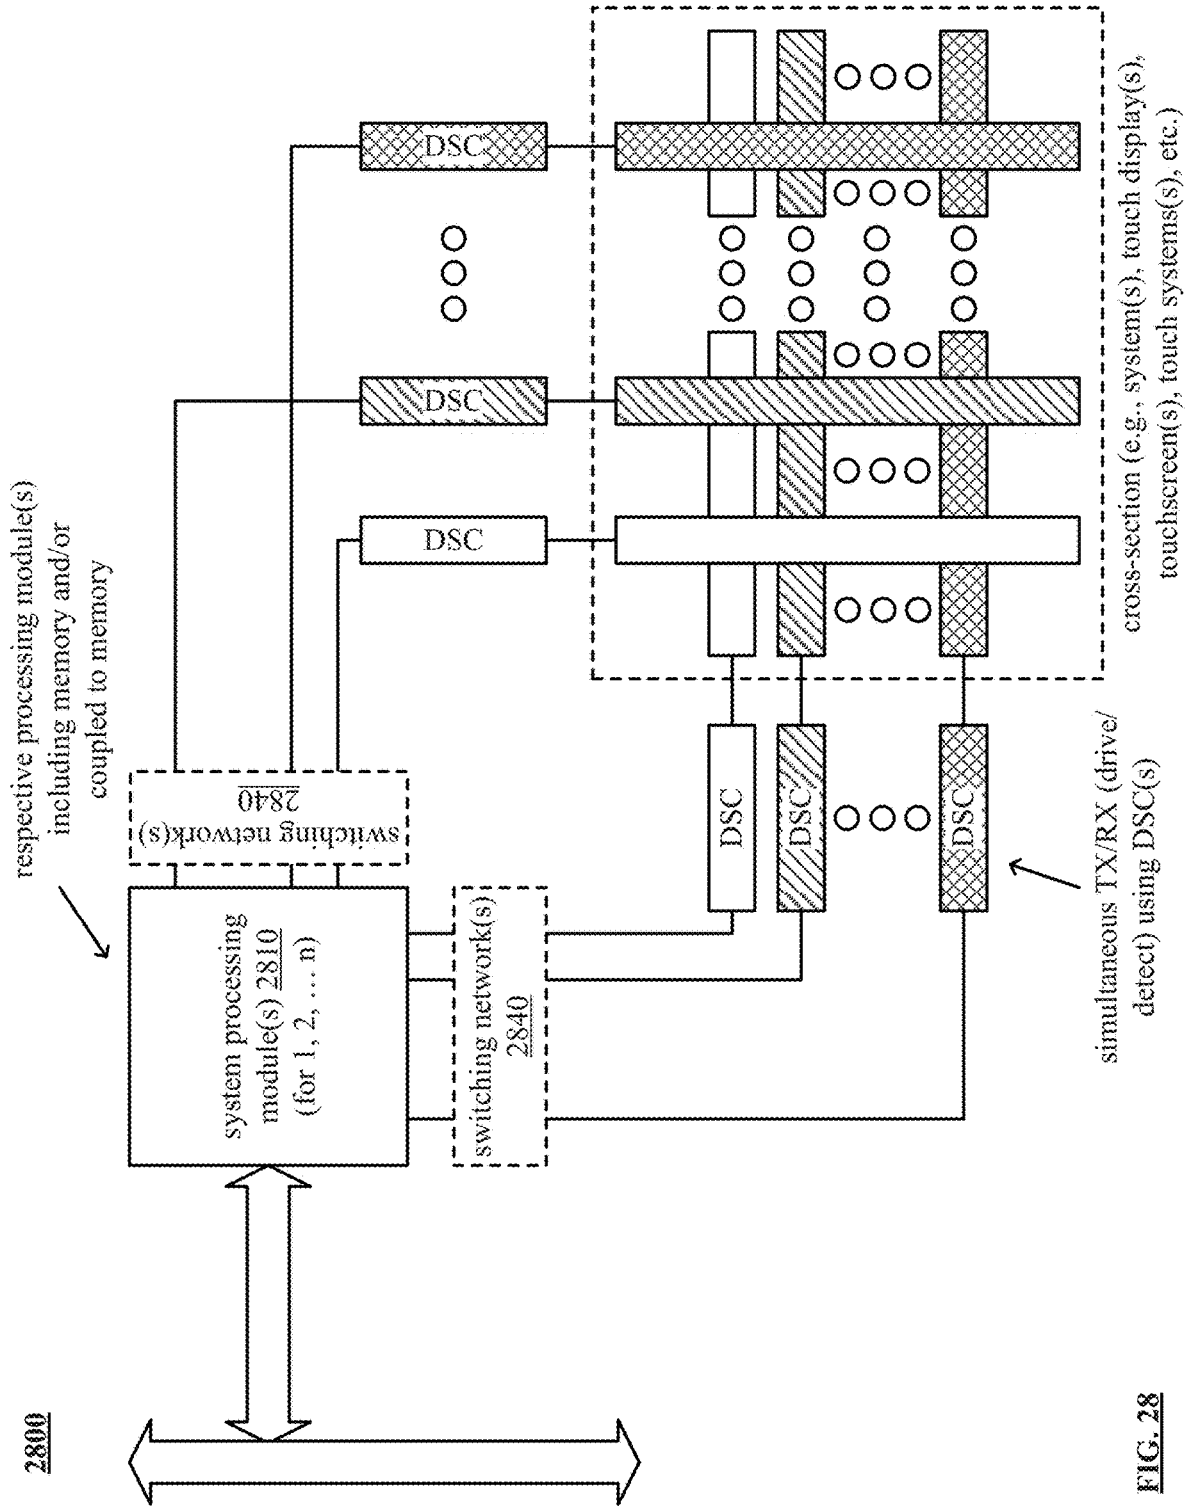 2800
respective processing module(s)
including memory and/or
coupled to memory
system processing
module(s) 2810
(for 1, 2, … n)
switching network(s)
2840
switching network(s)
2840
DSC
DSC
DSC
DSC
DSC
DSC
simultaneous TX/RX (drive/
detect) using DSC(s)
cross-section (e.g., system(s), touch display(s),
touchscreen(s), touch systems(s), etc.)
FIG. 28